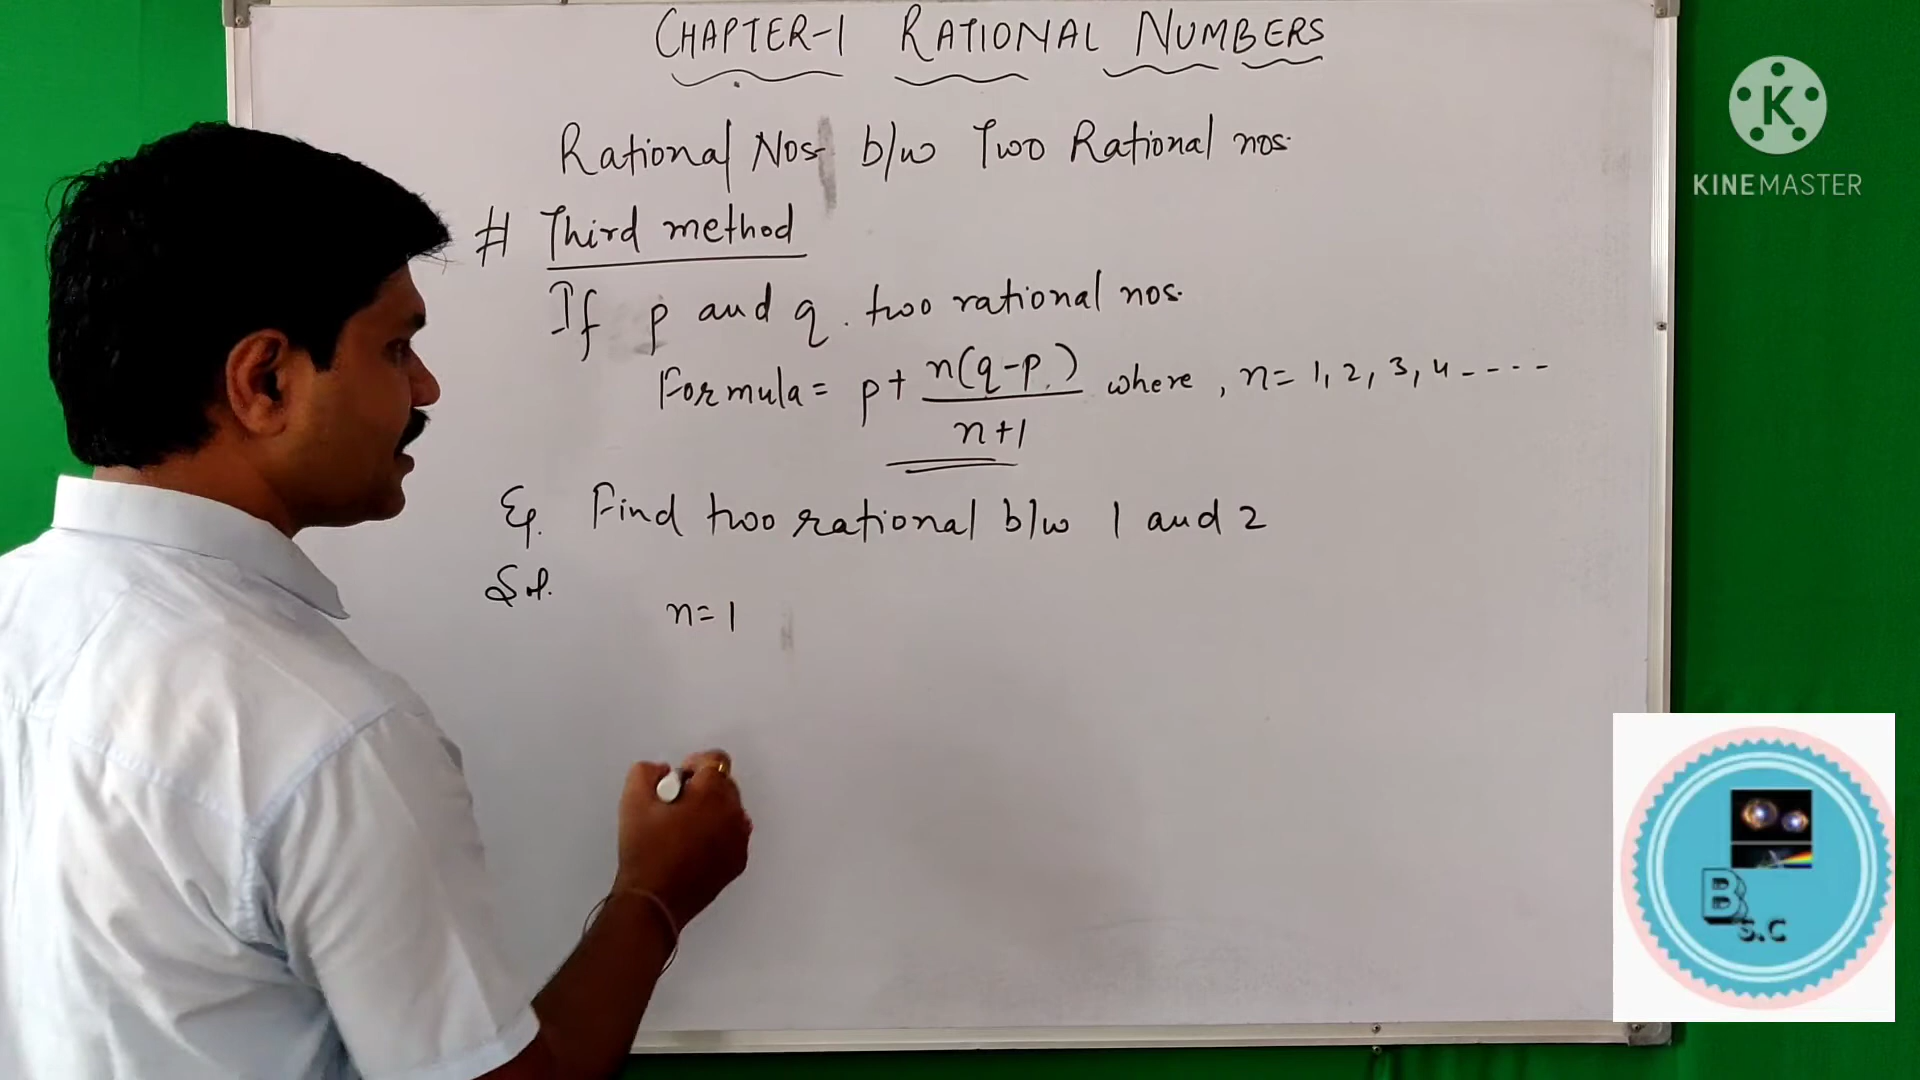 CHAPTER-1 RATIONAL NUMBERS
Rational Nos b/w Two Rational nos.
# Third method
If p and q. two rational nos.
Formula = p + n(q-p.) / n+1 where, n = 1, 2, 3, 4 - - - -
Eg. Find two rational b/w 1 and 2
Sol.
n = 1
K
KINEMASTER
B
S.C